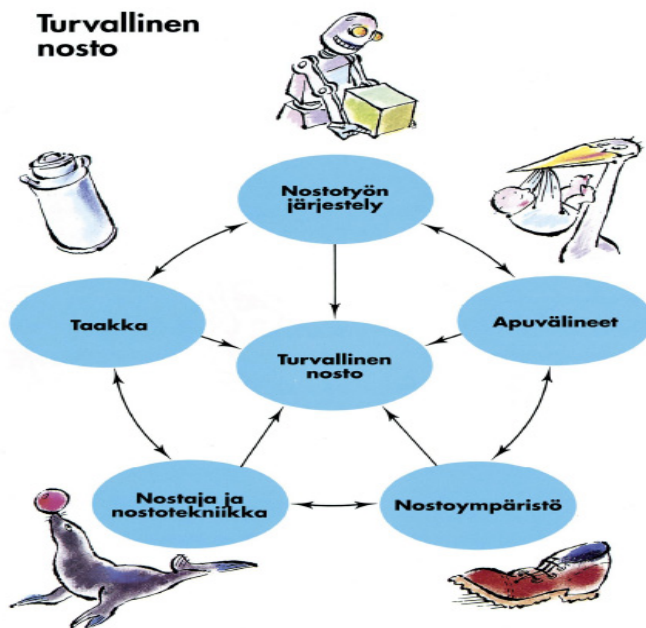 Turvallinen
nosto
Nostotyön
järjestely
Taakka
Apuvälineet
Turvallinen
nosto
Nostaja ja
nostotekniikka
Nostoympäristö